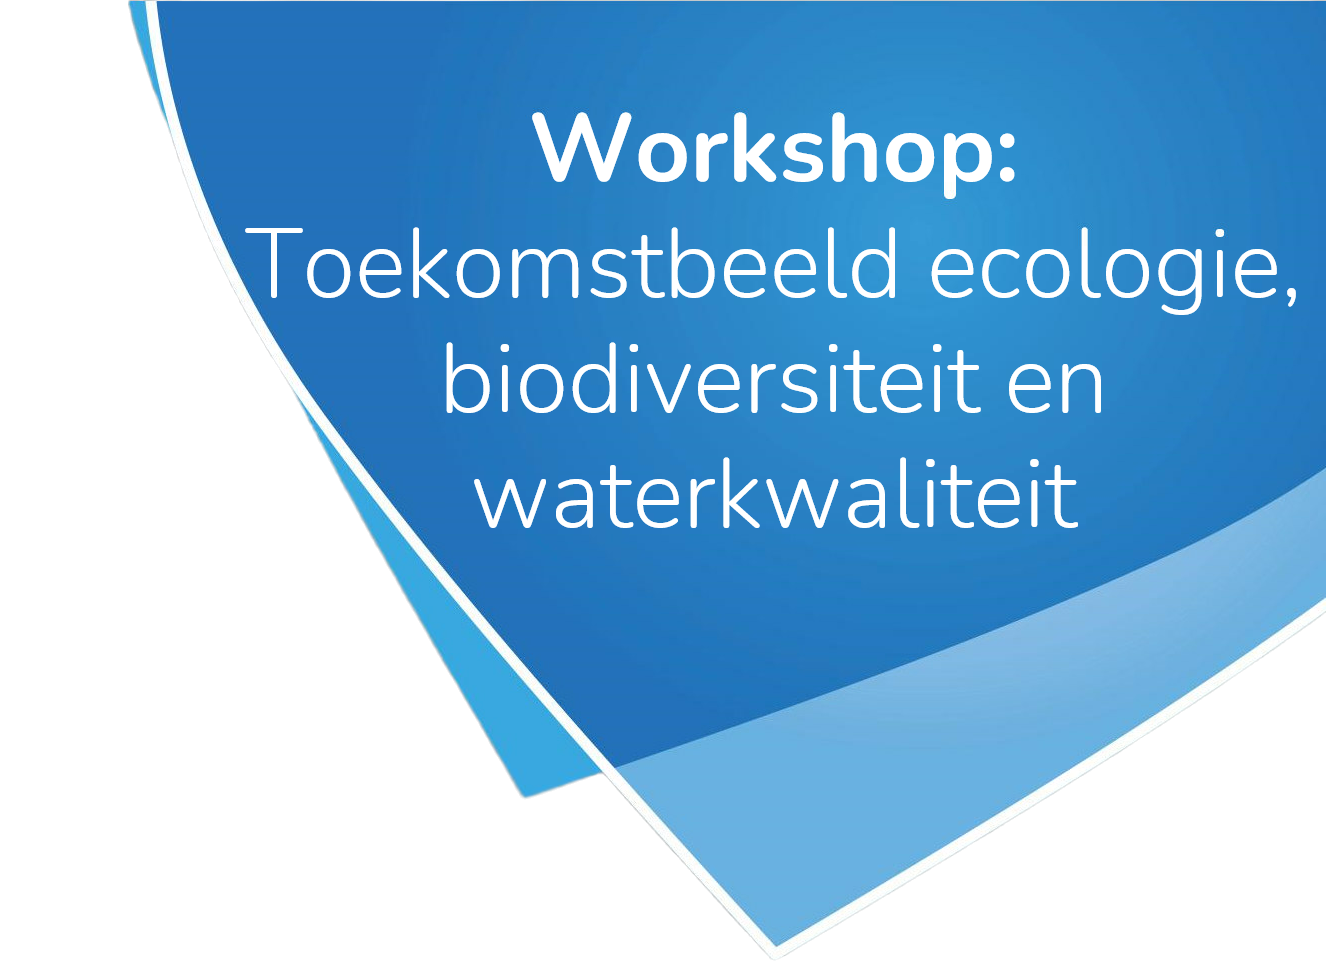 Workshop:
Toekomstbeeld ecologie,
biodiversiteit en
waterkwaliteit